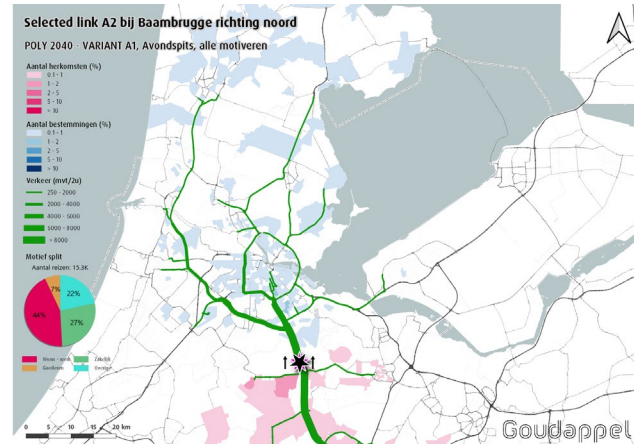 Selected link A2 bij Baambrugge richting noord
POLY 2040 - VARIANT A1, Avondspits, alle motieven
Aantal herkomsten (%)
0.1 - 1
1 - 2
2 - 5
5 - 10
> 10
Aantal bestemmingen (%)
0.1 - 1
1 - 2
2 - 5
5 - 10
> 10
Verkeer (mvt/2u)
250 - 2000
2000 - 4000
4000 - 6000
6000 - 8000
> 8000
Motief split
Aantal reizen: 15.3K
7%
22%
44%
27%
Woon - werk
Zakelijk
Goederen
Overige
0
5
10
15
20 km
Goudappel